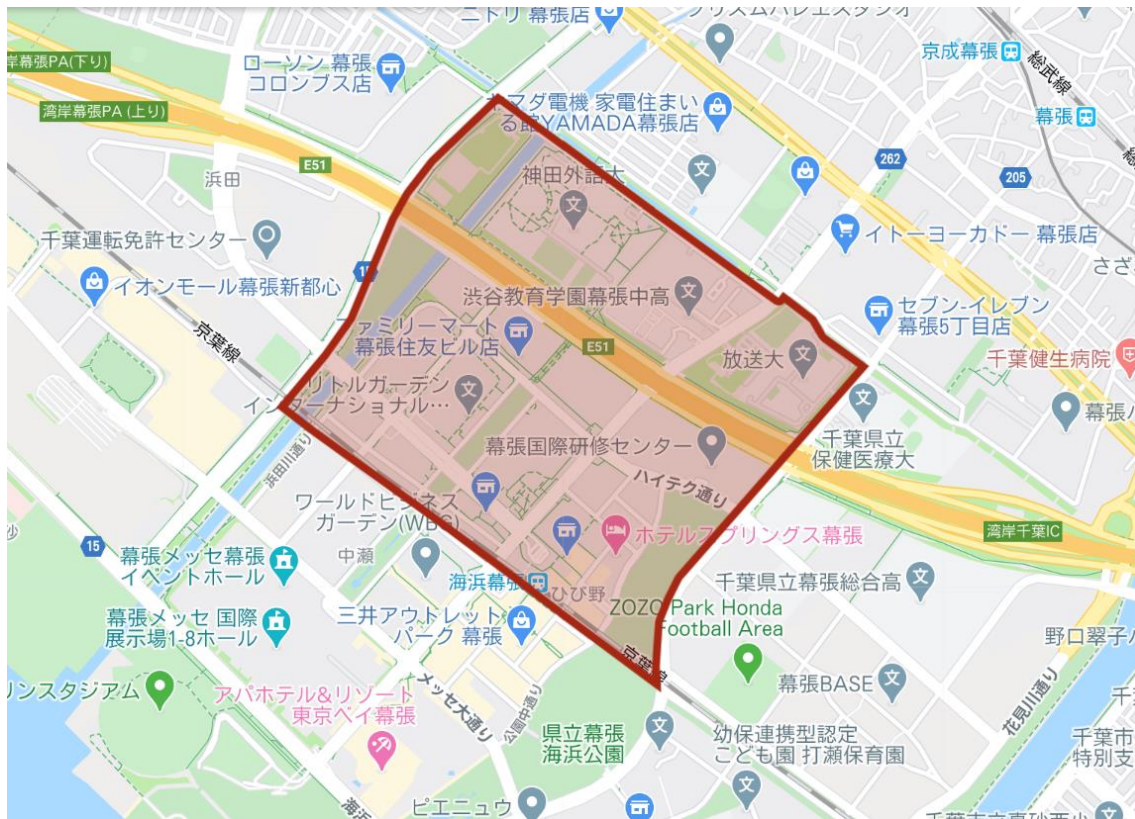 ニトリ 幕張店
プリズムバレエスタジオ
岸幕張PA(下り)
ローソン 幕張
コロンブス店
京成幕張
総武線
湾岸幕張PA (上り)
ヤマダ電機 家電住まい
る館YAMADA幕張店
幕張
E51
浜田
神田外語大
262
205
千葉運転免許センター
イトーヨーカドー 幕張店
イオンモール幕張新都心
15
渋谷教育学園幕張中高
セブン-イレブン
幕張5丁目店
京葉線
ファミリーマート
幕張住友ビル店
E51
放送大
千葉健生病院
リトルガーデン
インターナショナル…
幕張国際研修センター
千葉県立
保健医療大
浜田川通り
ハイテク通り
ワールドビジネス
ガーデン(WBG)
ホテルスプリングス幕張
湾岸千葉IC
15
幕張メッセ幕張
イベントホール
中瀬
海浜幕張
ひび野
千葉県立幕張総合高
ZOZO Park Honda
Football Area
幕張メッセ 国際
展示場1-8ホール
三井アウトレット
パーク 幕張
京葉線
幕張BASE
リンスタジアム
アパホテル&リゾート
東京ベイ幕張
メッセ大通り
公園中通り
県立幕張
海浜公園
幼保連携型認定
こども園 打瀬保育園
花見川通り
千葉市
特別支
ピエニュウ
千葉市立真砂西小